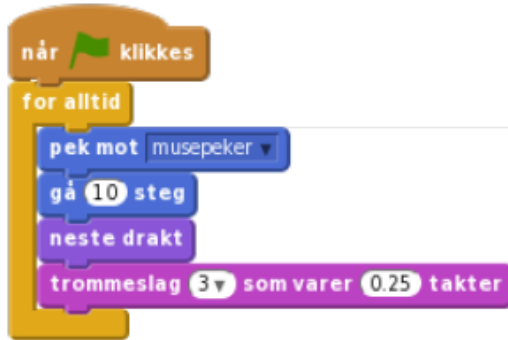 når klikkes
for alltid
pek mot musepeker
gå 10 steg
neste drakt
trommeslag 3 som varer 0.25 takter